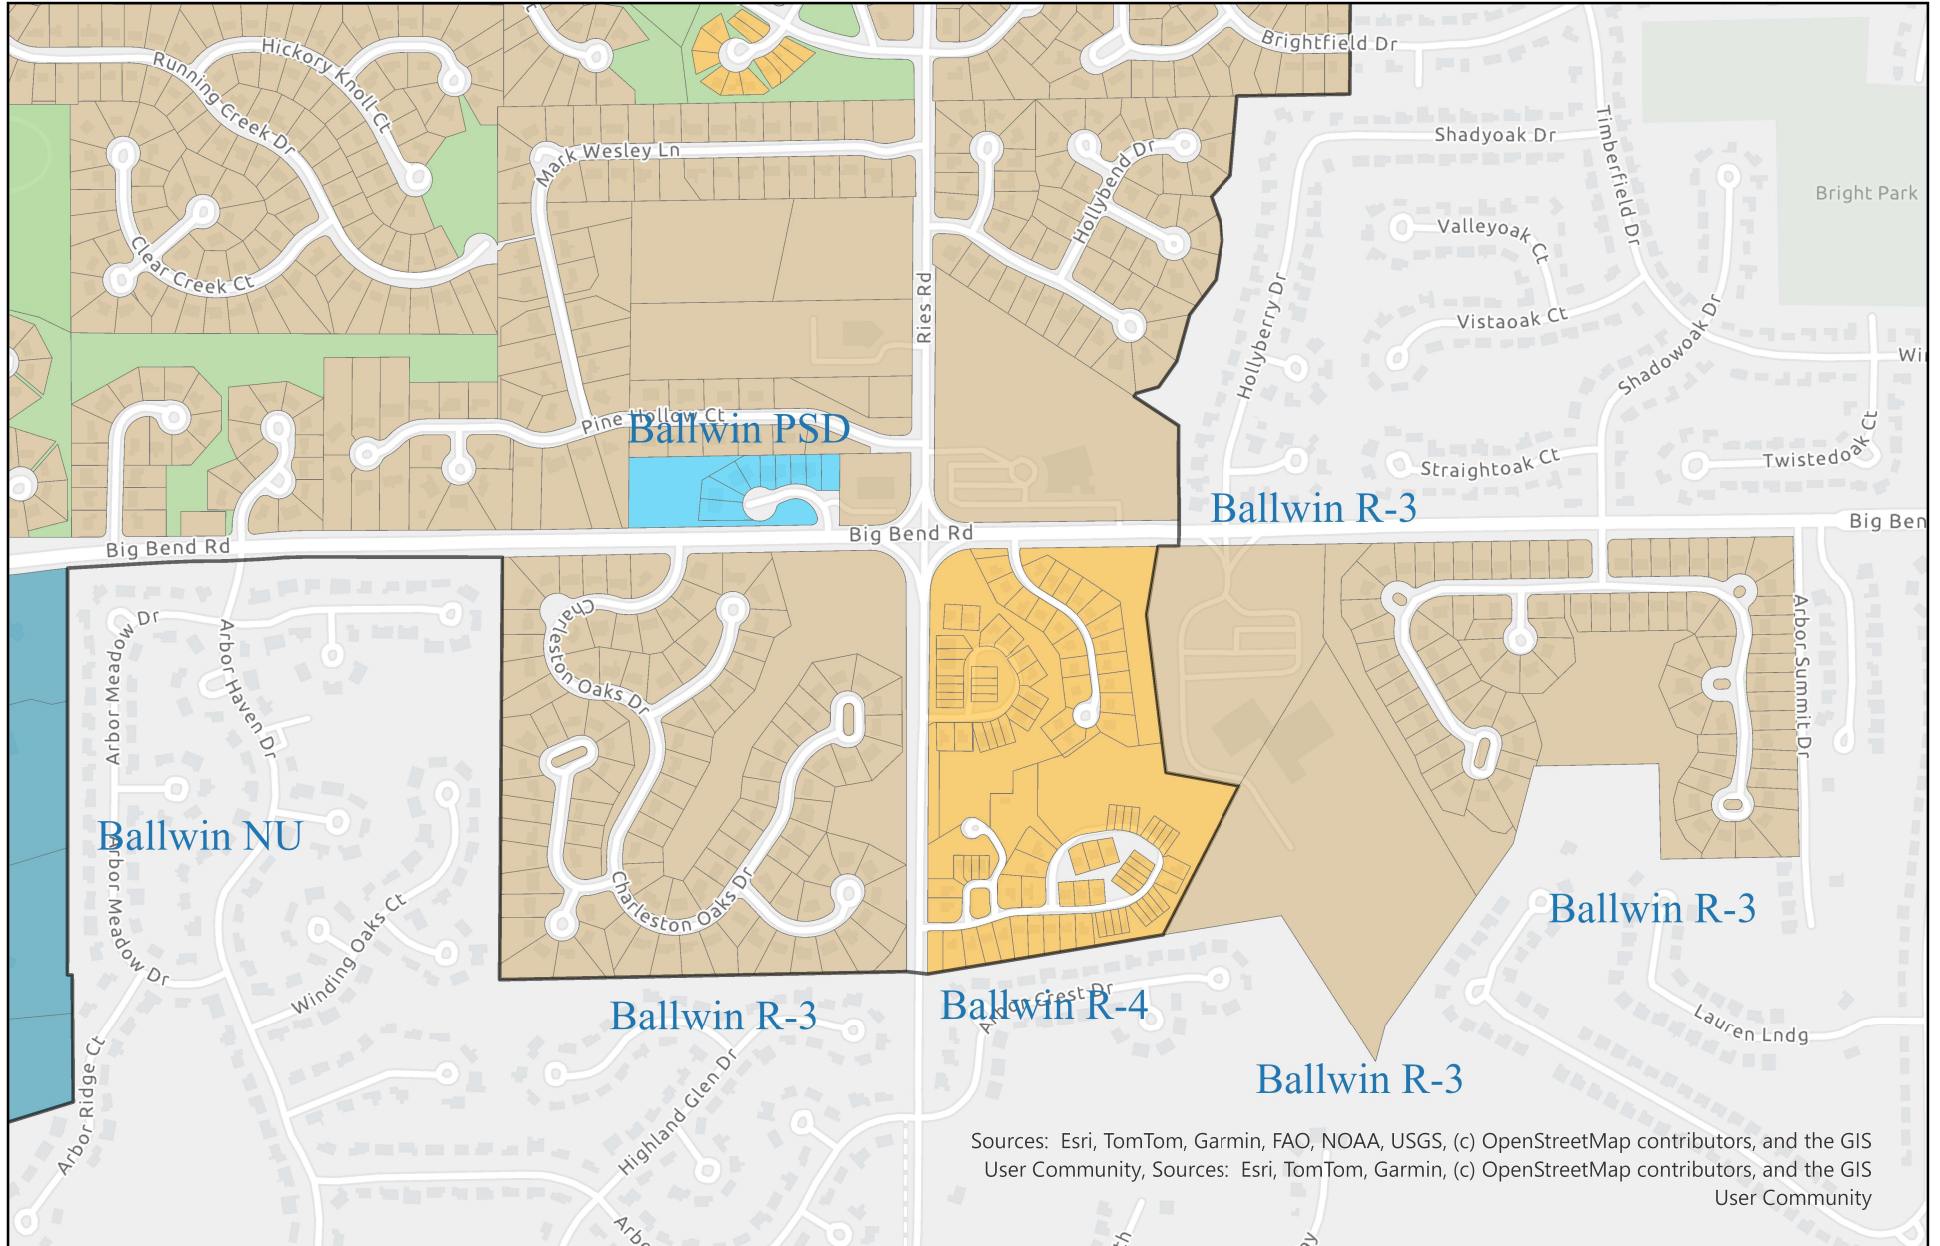 Hickory Knoll Ct
Running Creek Dr
Brightfield Dr
Mark Wesley Ln
Shadyoak Dr
Timberfield Dr
Hollybend Dr
Bright Park
Valleyoak Ct
Clear Creek Ct
Ries Rd
Hollyberry Dr
Vistaoak Ct
Shadowoak Dr
Pine Hollow Ct
Ballwin PSD
Straightoak Ct
Twistedoak Ct
Ballwin R-3
Big Bend Rd
Big Bend Rd
Big Ben
Charleston Oaks Dr
Arbor Meadow Dr
Arbor Haven Dr
Arbor Summit Dr
Ballwin NU
Arbor Meadow Dr
Charleston Oaks Dr
Winding Oaks Ct
Ballwin R-3
Ballwin R-3
Ballwin R-4
Crest Dr
Lauren Lndg
Arbor Ridge Ct
Highland Glen Dr
Ballwin R-3
Sources: Esri, TomTom, Garmin, FAO, NOAA, USGS, (c) OpenStreetMap contributors, and the GIS
User Community, Sources: Esri, TomTom, Garmin, (c) OpenStreetMap contributors, and the GIS
User Community